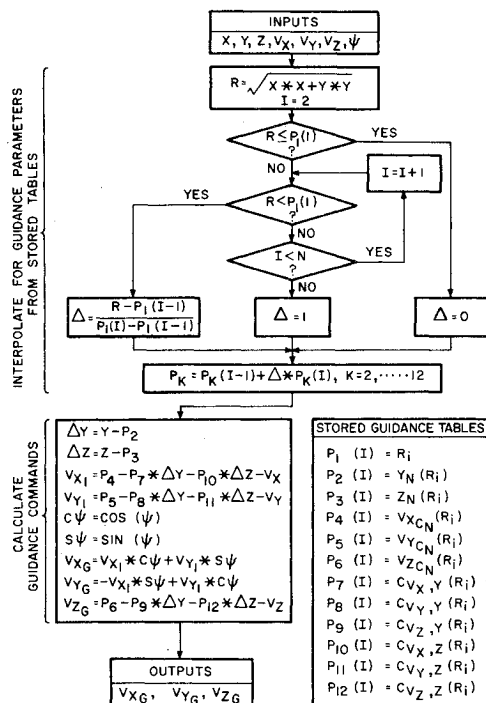 INPUTS
X, Y, Z, V_X, V_Y, V_Z, ψ
R=√X*X+Y*Y
I=2
R≤P_1(1)
?
YES
NO
I=I+1
YES
R<P_1(1)
?
NO
I<N
?
YES
NO
Δ=R-P_1(I-1)/P_1(I)-P_1(I-1)
Δ=1
Δ=0
P_K=P_K(I-1)+Δ*P_K(I), K=2,·····12
INTERPOLATE FOR GUIDANCE PARAMETERS
FROM STORED TABLES
ΔY=Y-P_2
ΔZ=Z-P_3
V_X1=P_4-P_7*ΔY-P_10*ΔZ-V_X
V_Y1=P_5-P_8*ΔY-P_11*ΔZ-V_Y
Cψ=COS (ψ)
Sψ=SIN (ψ)
V_XG=V_X1*Cψ+V_Y1*Sψ
V_YG=-V_X1*Sψ+V_Y1*Cψ
V_ZG=P_6-P_9*ΔY-P_12*ΔZ-V_Z
CALCULATE
GUIDANCE COMMANDS
OUTPUTS
V_XG, V_YG, V_ZG
STORED GUIDANCE TABLES
P_1 (I) = R_i
P_2 (I) = Y_N(R_i)
P_3 (I) = Z_N(R_i)
P_4 (I) = V_XCN(R_i)
P_5 (I) = V_YCN(R_i)
P_6 (I) = V_ZCN(R_i)
P_7 (I) = C_VX,Y(R_i)
P_8 (I) = C_VY,Y(R_i)
P_9 (I) = C_VZ,Y(R_i)
P_10 (I) = C_VX,Z(R_i)
P_11 (I) = C_VY,Z(R_i)
P_12 (I) = C_VZ,Z(R_i)